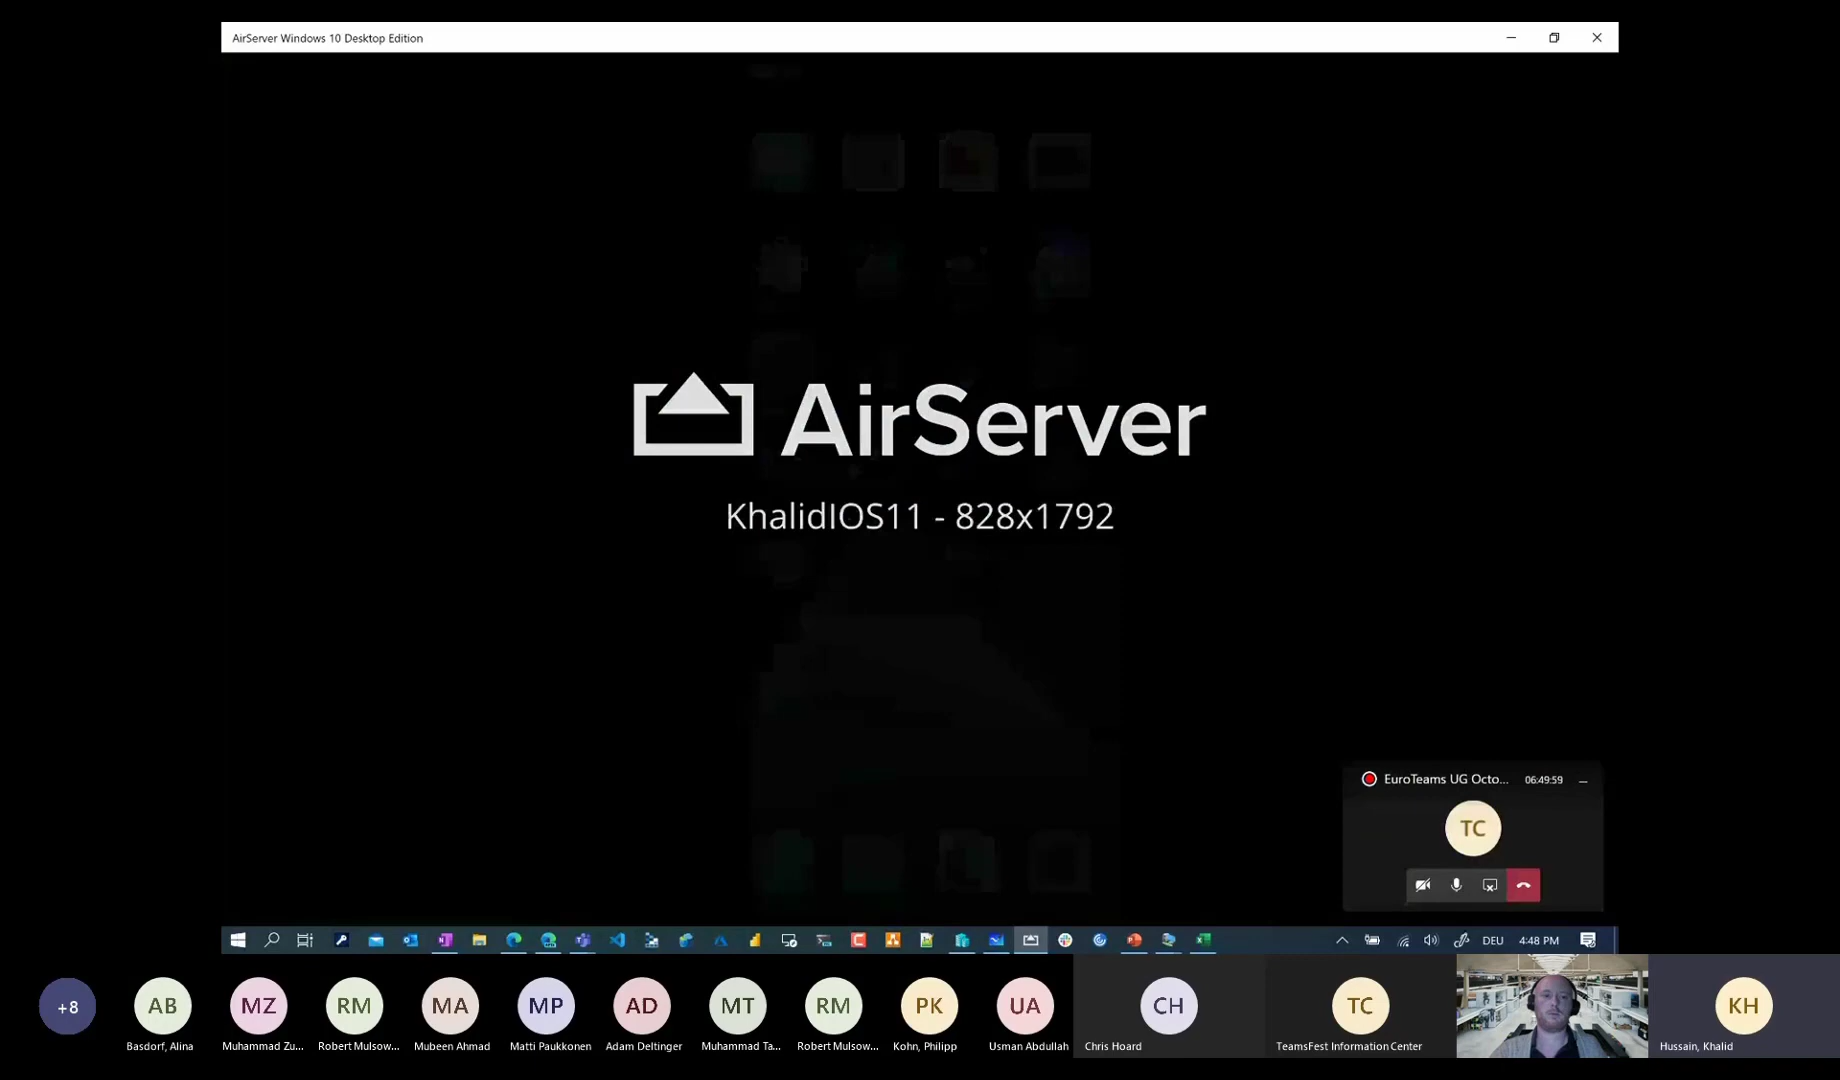 AirServer Windows 10 Desktop Edition
AirServer
KhalidIOS11 - 828x1792
EuroTeams UG Octo... 06:49:59
TC
DEU 4:48 PM
+8 AB MZ RM MA MP AD MT RM PK UA CH TC KH
Basdorf, Alina Muhammad Zu... Robert Mulsow... Mubeen Ahmad Matti Paukkonen Adam Deltinger Muhammad Ta... Robert Mulsow... Kohn, Philipp Usman Abdullah Chris Hoard TeamsFest Information Center Hussain, Khalid